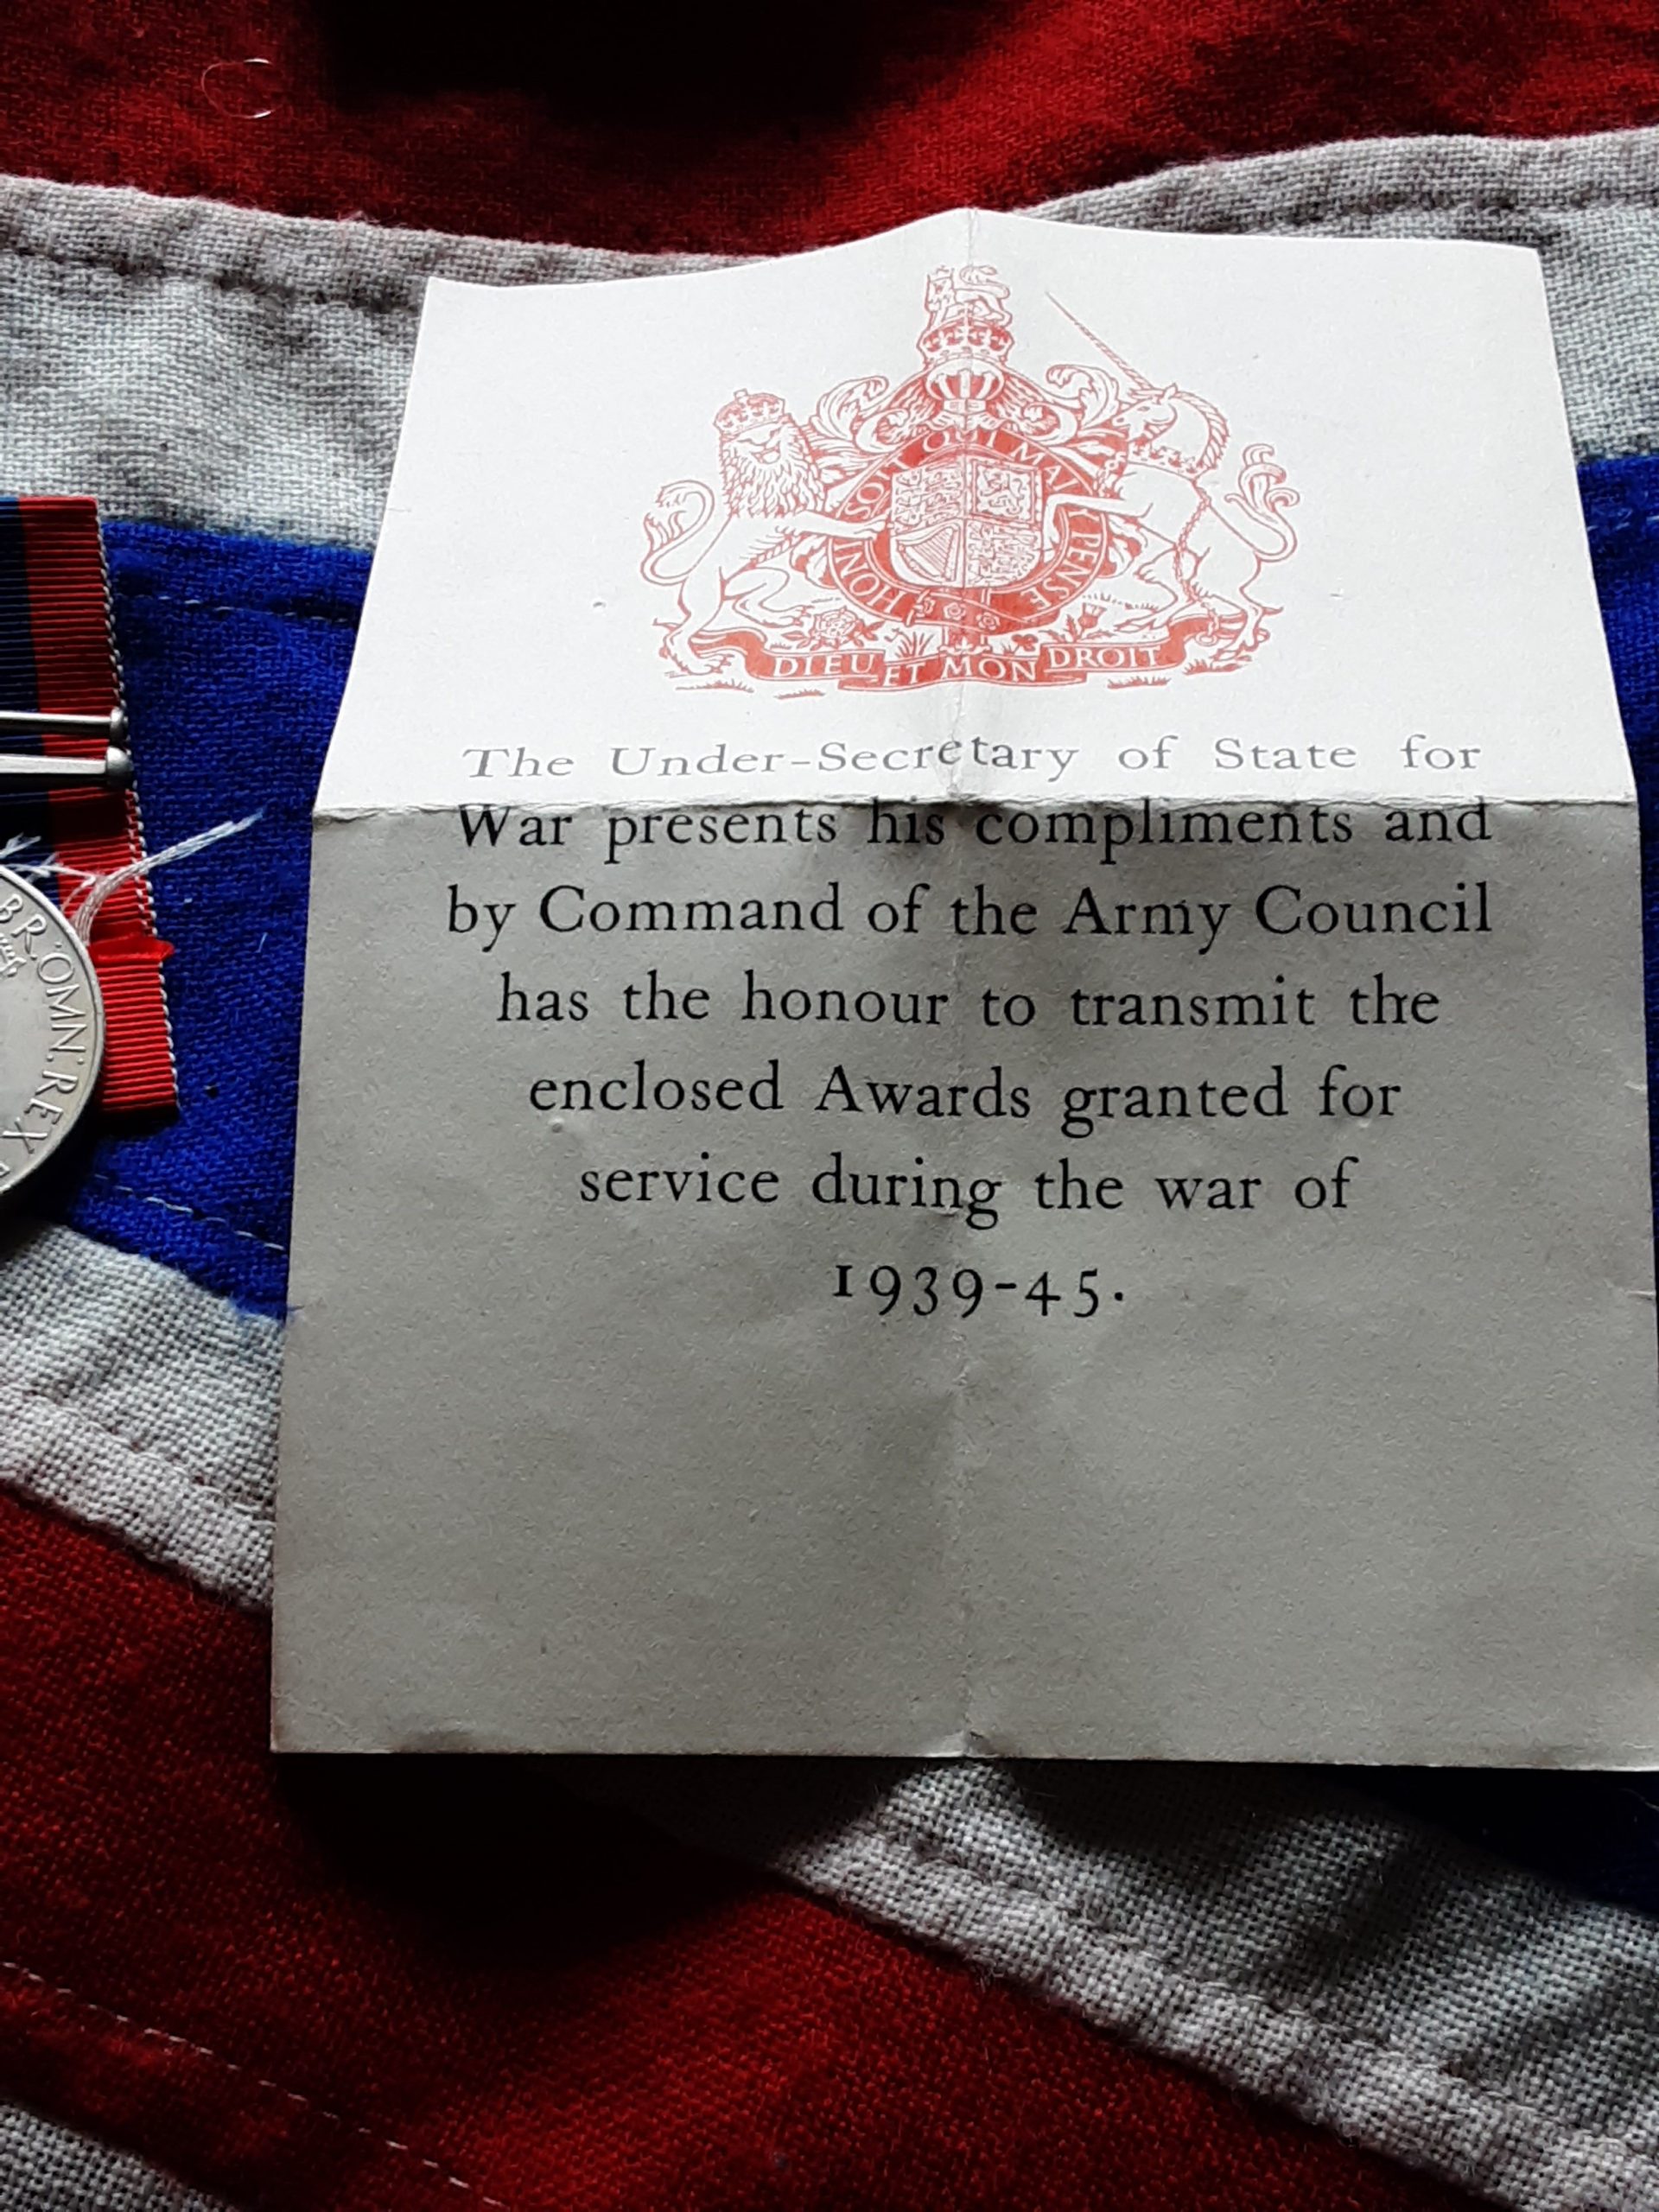 HONI SOIT QUI MAL PENSE
DIEU ET MON DROIT
The Under-Secretary of State for
War presents his compliments and
by Command of the Army Council
has the honour to transmit the
enclosed Awards granted for
service during the war of
1939-45.
BR: OMN: REX